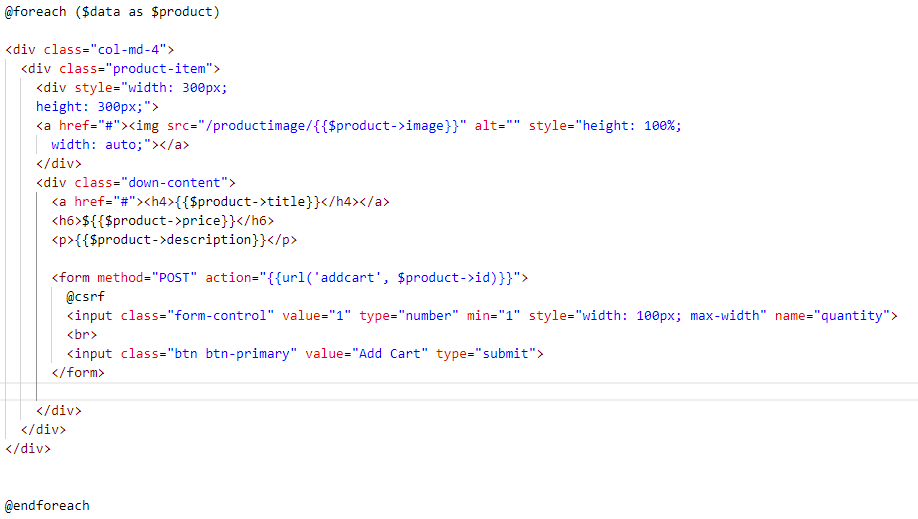 @foreach ($data as $product)
<div class="col-md-4">
<div class="product-item">
<div style="width: 300px;
height: 300px;">
<a href="#"><img src="/productimage/{{$product->image}}" alt="" style="height: 100%;
width: auto;"></a>
</div>
<div class="down-content">
<a href="#"><h4>{{$product->title}}</h4></a>
<h6>${{$product->price}}</h6>
<p>{{$product->description}}</p>
<form method="POST" action="{{url('addcart', $product->id)}}">
@csrf
<input class="form-control" value="1" type="number" min="1" style="width: 100px; max-width" name="quantity">
<br>
<input class="btn btn-primary" value="Add Cart" type="submit">
</form>
</div>
</div>
</div>
@endforeach